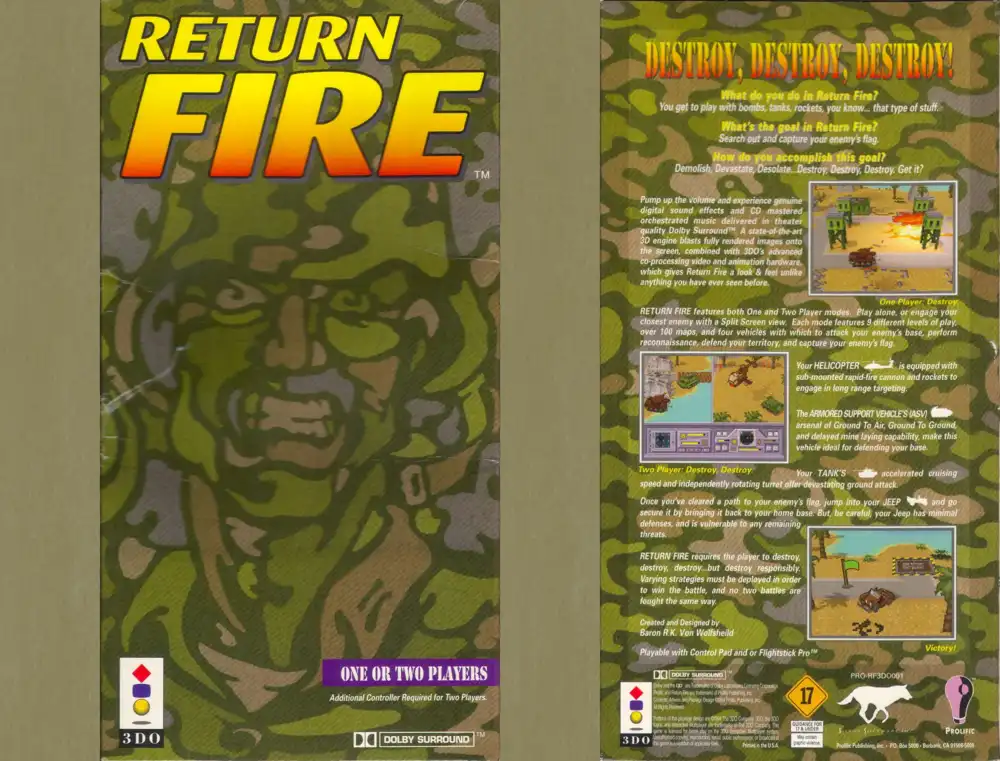 RETURN
FIRE
TM
ONE OR TWO PLAYERS
Additional Controller Required for Two Players.
3DO
DOLBY SURROUND TM
DESTROY, DESTROY, DESTROY!
What do you do in Return Fire?
You get to play with bombs, tanks, rockets, you know... that type of stuff.
What's the goal in Return Fire?
Search out and capture your enemy's flag.
How do you accomplish this goal?
Demolish, Devastate, Desolate...Destroy, Destroy, Destroy. Get it?
Pump up the volume and experience genuine
digital sound effects and CD mastered
orchestrated music delivered in theater
quality Dolby Surround™ A state-of-the-art
3D engine blasts fully rendered images onto
the screen, combined with 3DO's advanced
co-processing video and animation hardware,
which gives Return Fire a look & feel unlike
anything you have ever seen before.
One Player: Destroy
RETURN FIRE features both One and Two Player modes. Play alone, or engage your
closest enemy with a Split Screen view. Each mode features 9 different levels of play,
over 100 maps, and four vehicles with which to attack your enemy's base, perform
reconnaissance, defend your territory, and capture your enemy's flag.
Your HELICOPTER is equipped with
sub-mounted rapid-fire cannon and rockets to
engage in long range targeting.
The ARMORED SUPPORT VEHICLE'S (ASV)
arsenal of Ground To Air, Ground To Ground,
and delayed mine laying capability, make this
vehicle ideal for defending your base.
Two Player: Destroy, Destroy
Your TANK'S accelerated cruising
speed and independently rotating turret offer devastating ground attack.
Once you've cleared a path to your enemy's flag, jump into your JEEP and go
secure it by bringing it back to your home base. But, be careful, your Jeep has minimal
defenses, and is vulnerable to any remaining
threats.
RETURN FIRE requires the player to destroy,
destroy, destroy...but destroy responsibly.
Varying strategies must be deployed in order
to win the battle, and no two battles are
fought the same way.
Created and Designed by
Baron R.K. Von Wolfsheild
Playable with Control Pad and or Flightstick Pro™
Victory!
3DO
DOLBY SURROUND TM
Printed in the U.S.A.
17
GUIDANCE FOR
17 & UNDER
May contain
graphic violence.
PRO-RF3DO001
PROLIFIC
Prolific Publishing, Inc. • P.O. Box